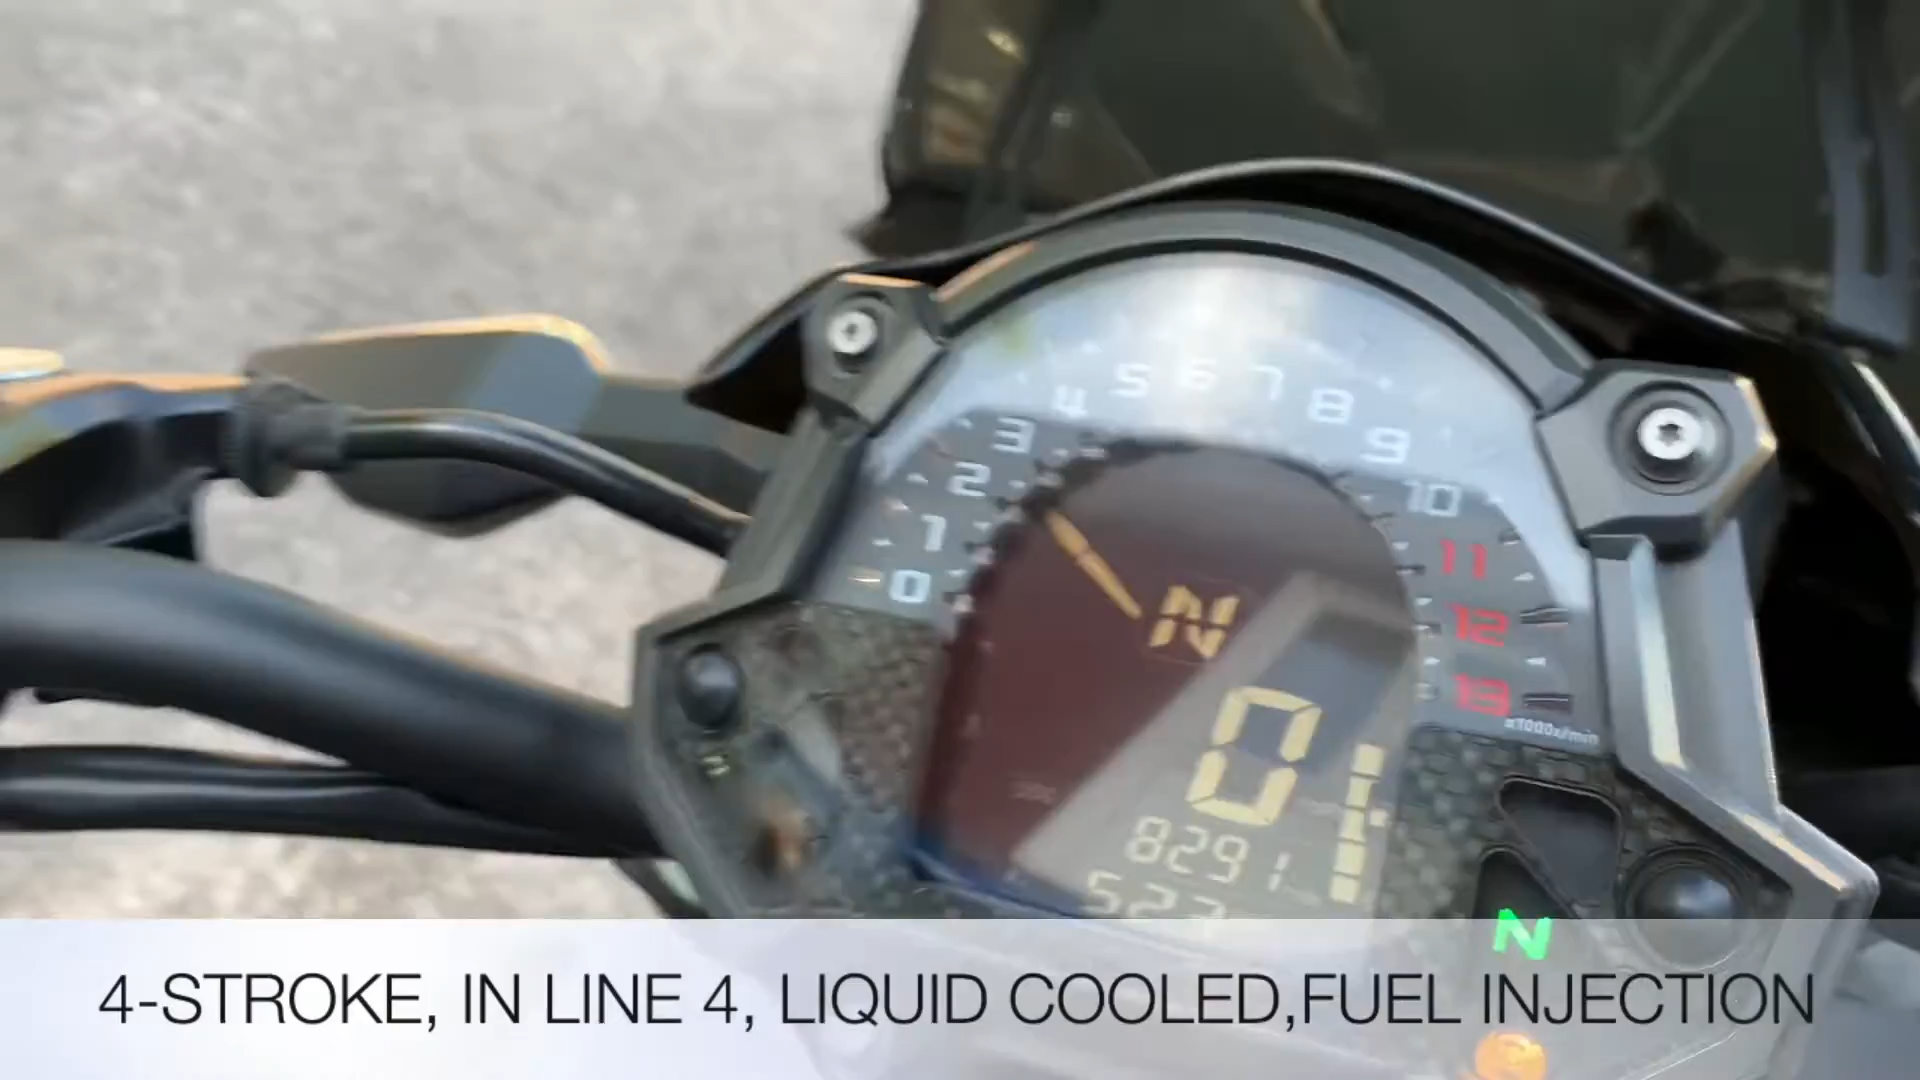 5 6 7
4 8
3 9
2 10
1 11
0 12
13
x1000r/min
N
0
8291
N
4-STROKE, IN LINE 4, LIQUID COOLED,FUEL INJECTION